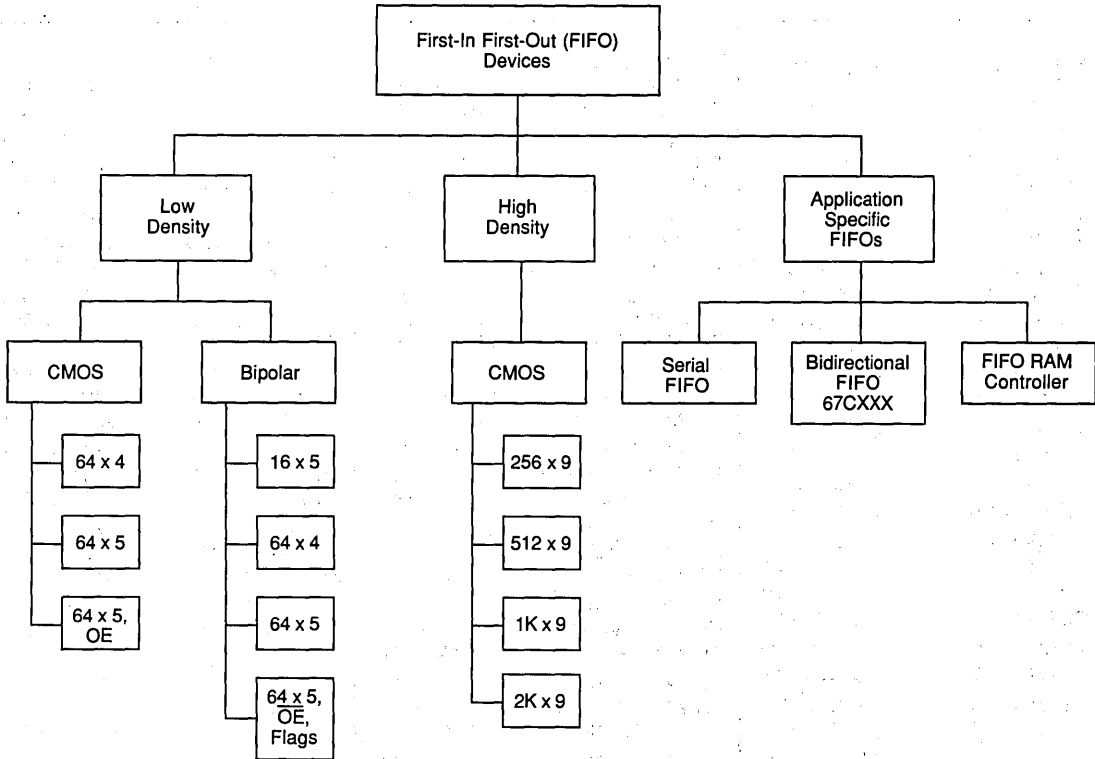 First-In First-Out (FIFO)
Devices
Low
Density
High
Density
Application
Specific
FIFOs
CMOS
Bipolar
CMOS
Serial
FIFO
Bidirectional
FIFO
67CXXX
FIFO RAM
Controller
64 x 4
64 x 5
64 x 5,
OE
16 x 5
64 x 4
64 x 5
64 x 5,
O̅E̅,
Flags
256 x 9
512 x 9
1K x 9
2K x 9